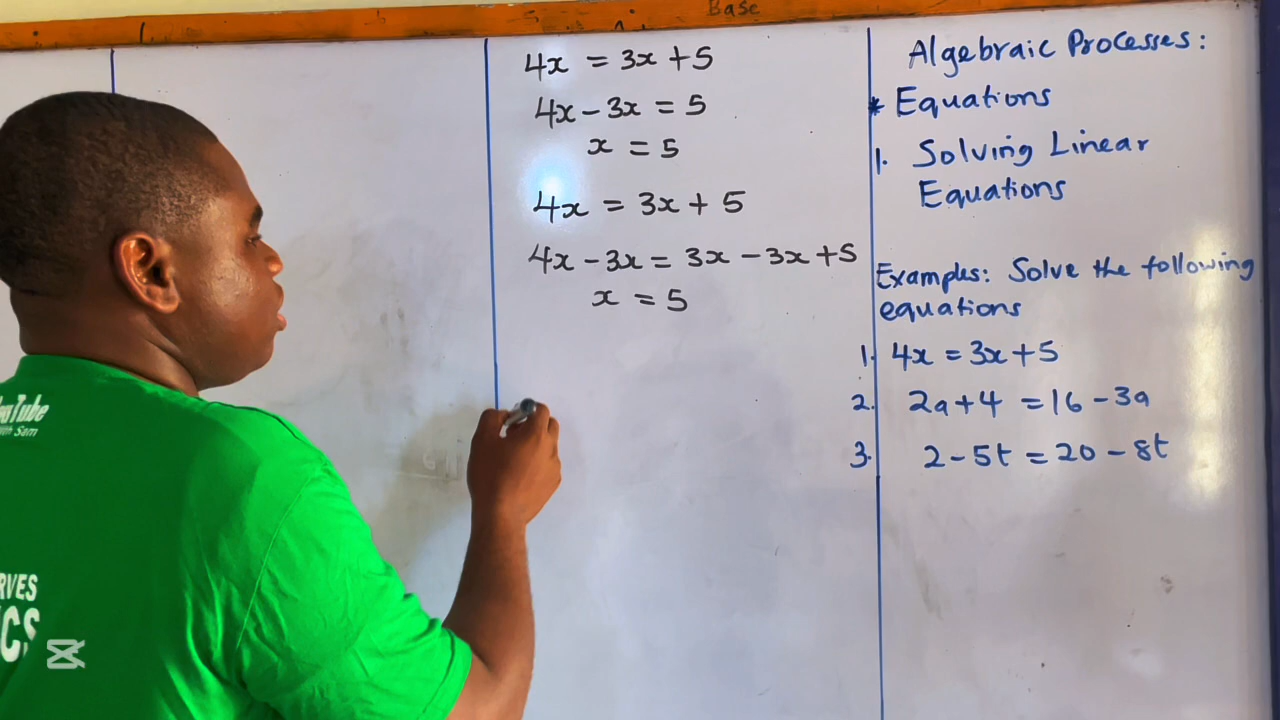 Base
4x = 3x + 5
4x - 3x = 5
x = 5
4x = 3x + 5
4x - 3x = 3x - 3x + 5
x = 5
Algebraic Processes:
* Equations
1. Solving Linear
Equations
Examples: Solve the following
equations
1. 4x = 3x + 5
2. 2a + 4 = 16 - 3a
3. 2 - 5t = 20 - 8t
Sem